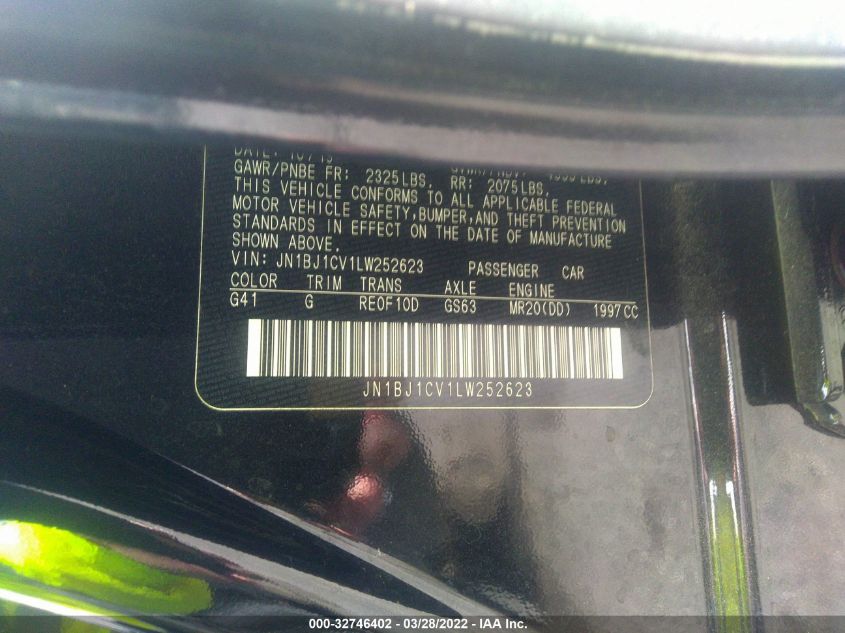 GAWR/PNBE FR: 2325LBS. RR: 2075LBS.
THIS VEHICLE CONFORMS TO ALL APPLICABLE FEDERAL
MOTOR VEHICLE SAFETY,BUMPER,AND THEFT PREVENTION
STANDARDS IN EFFECT ON THE DATE OF MANUFACTURE
SHOWN ABOVE.
VIN: JN1BJ1CV1LW252623 PASSENGER CAR
COLOR TRIM TRANS AXLE ENGINE
G41 G REOF10D GS63 MR20(DD) 1997CC
JN1BJ1CV1LW252623
000-32746402 - 03/28/2022 - IAA Inc.